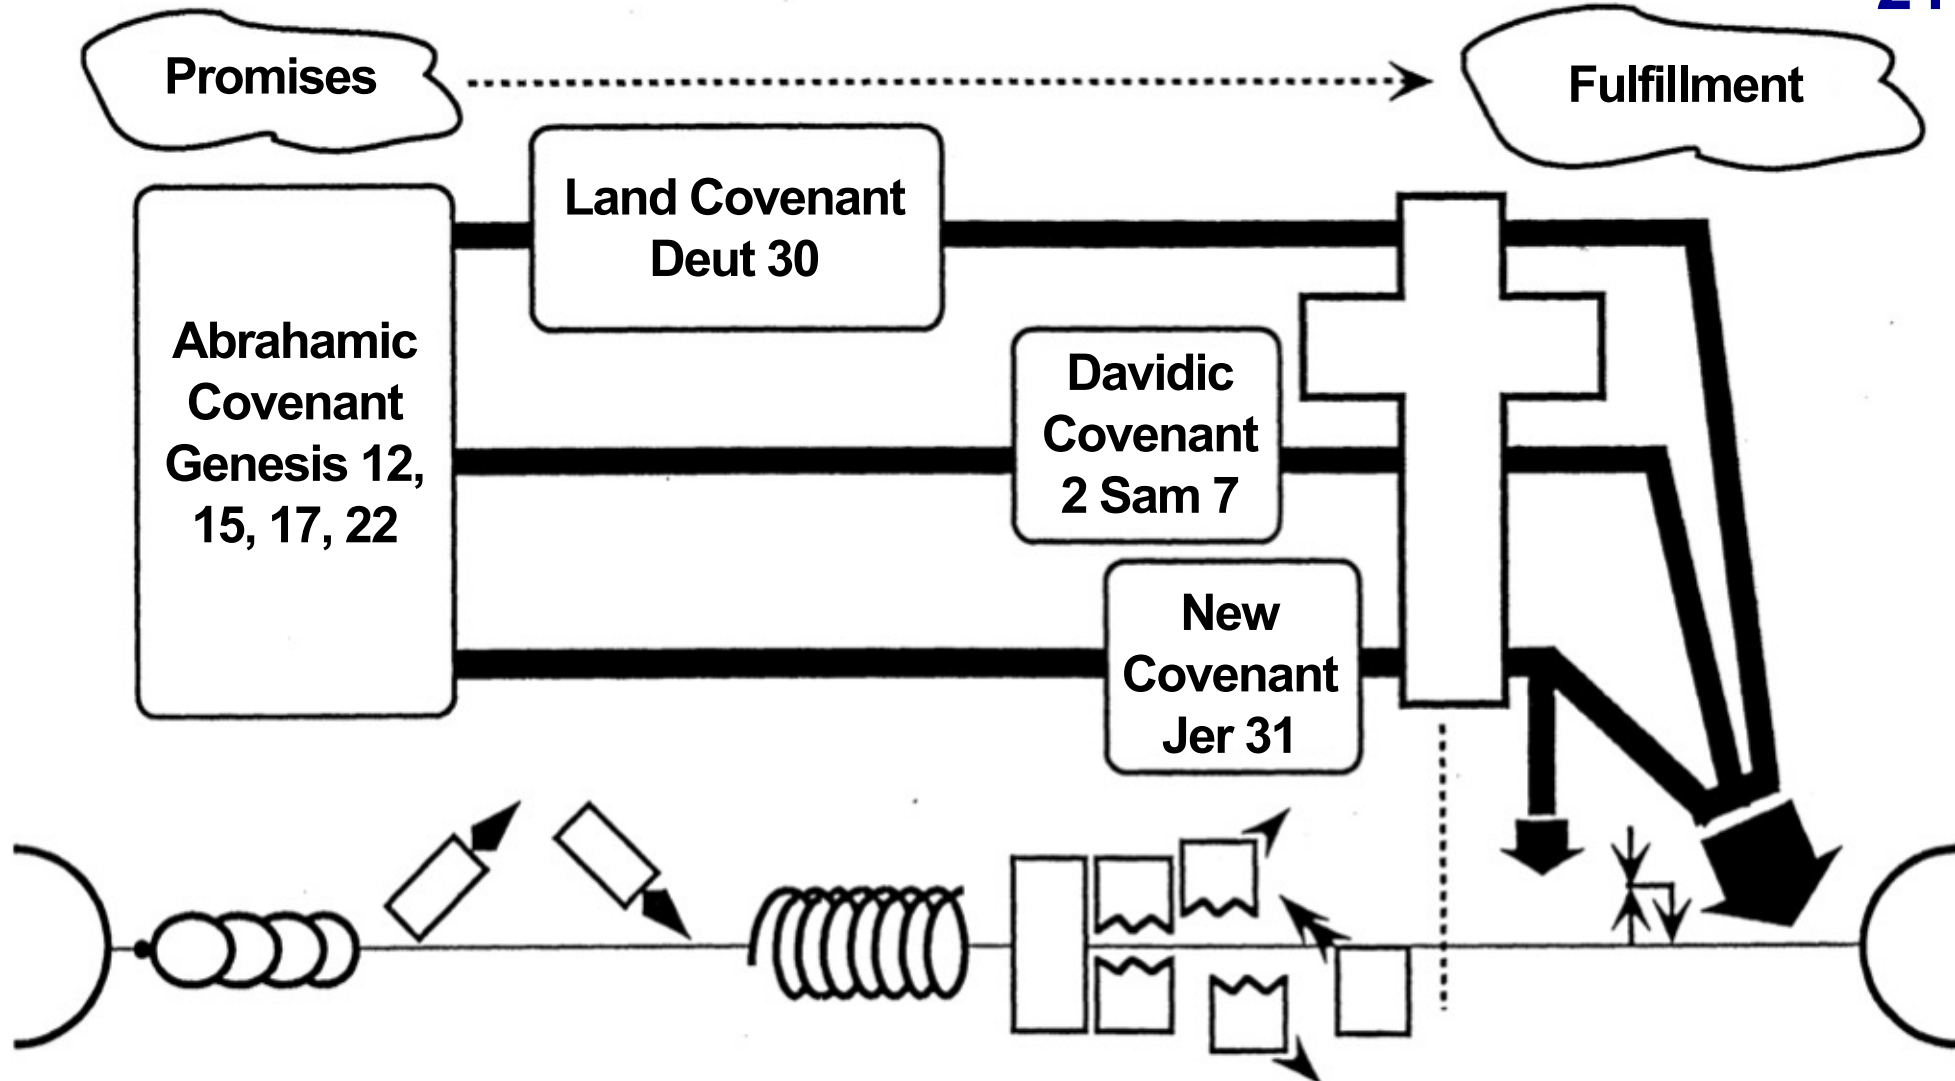 Promises
Fulfillment
Land Covenant
Deut 30
Abrahamic
Covenant
Genesis 12,
15, 17, 22
Davidic
Covenant
2 Sam 7
New
Covenant
Jer 31